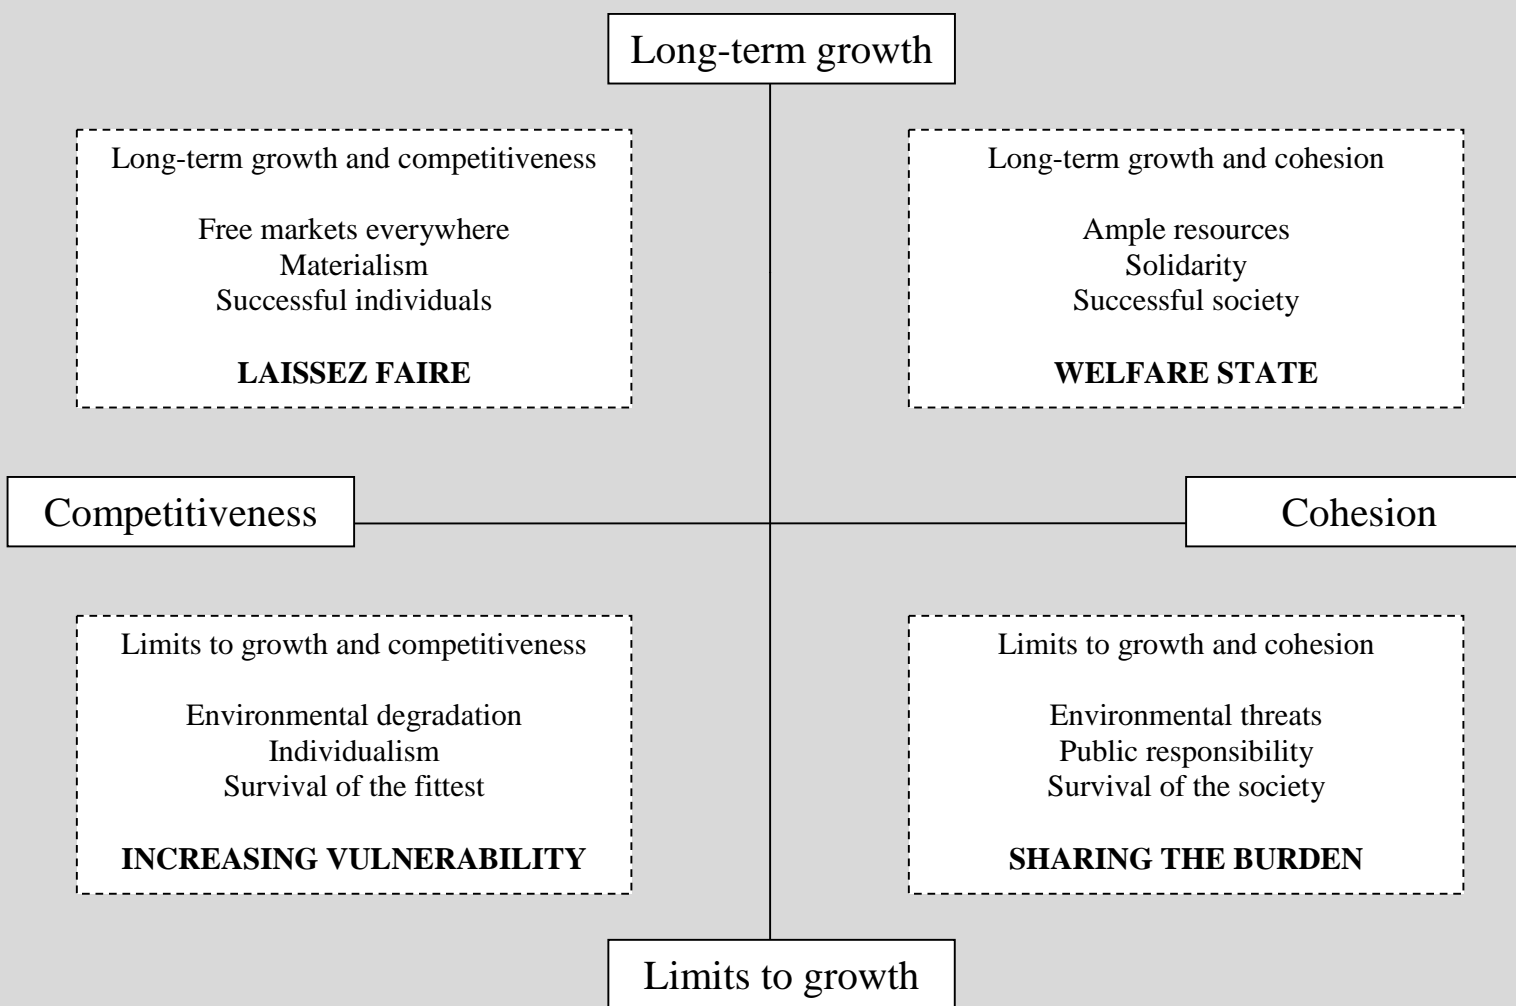 Long-term growth
Long-term growth and competitiveness
Free markets everywhere
Materialism
Successful individuals
LAISSEZ FAIRE
Long-term growth and cohesion
Ample resources
Solidarity
Successful society
WELFARE STATE
Competitiveness
Cohesion
Limits to growth and competitiveness
Environmental degradation
Individualism
Survival of the fittest
INCREASING VULNERABILITY
Limits to growth and cohesion
Environmental threats
Public responsibility
Survival of the society
SHARING THE BURDEN
Limits to growth